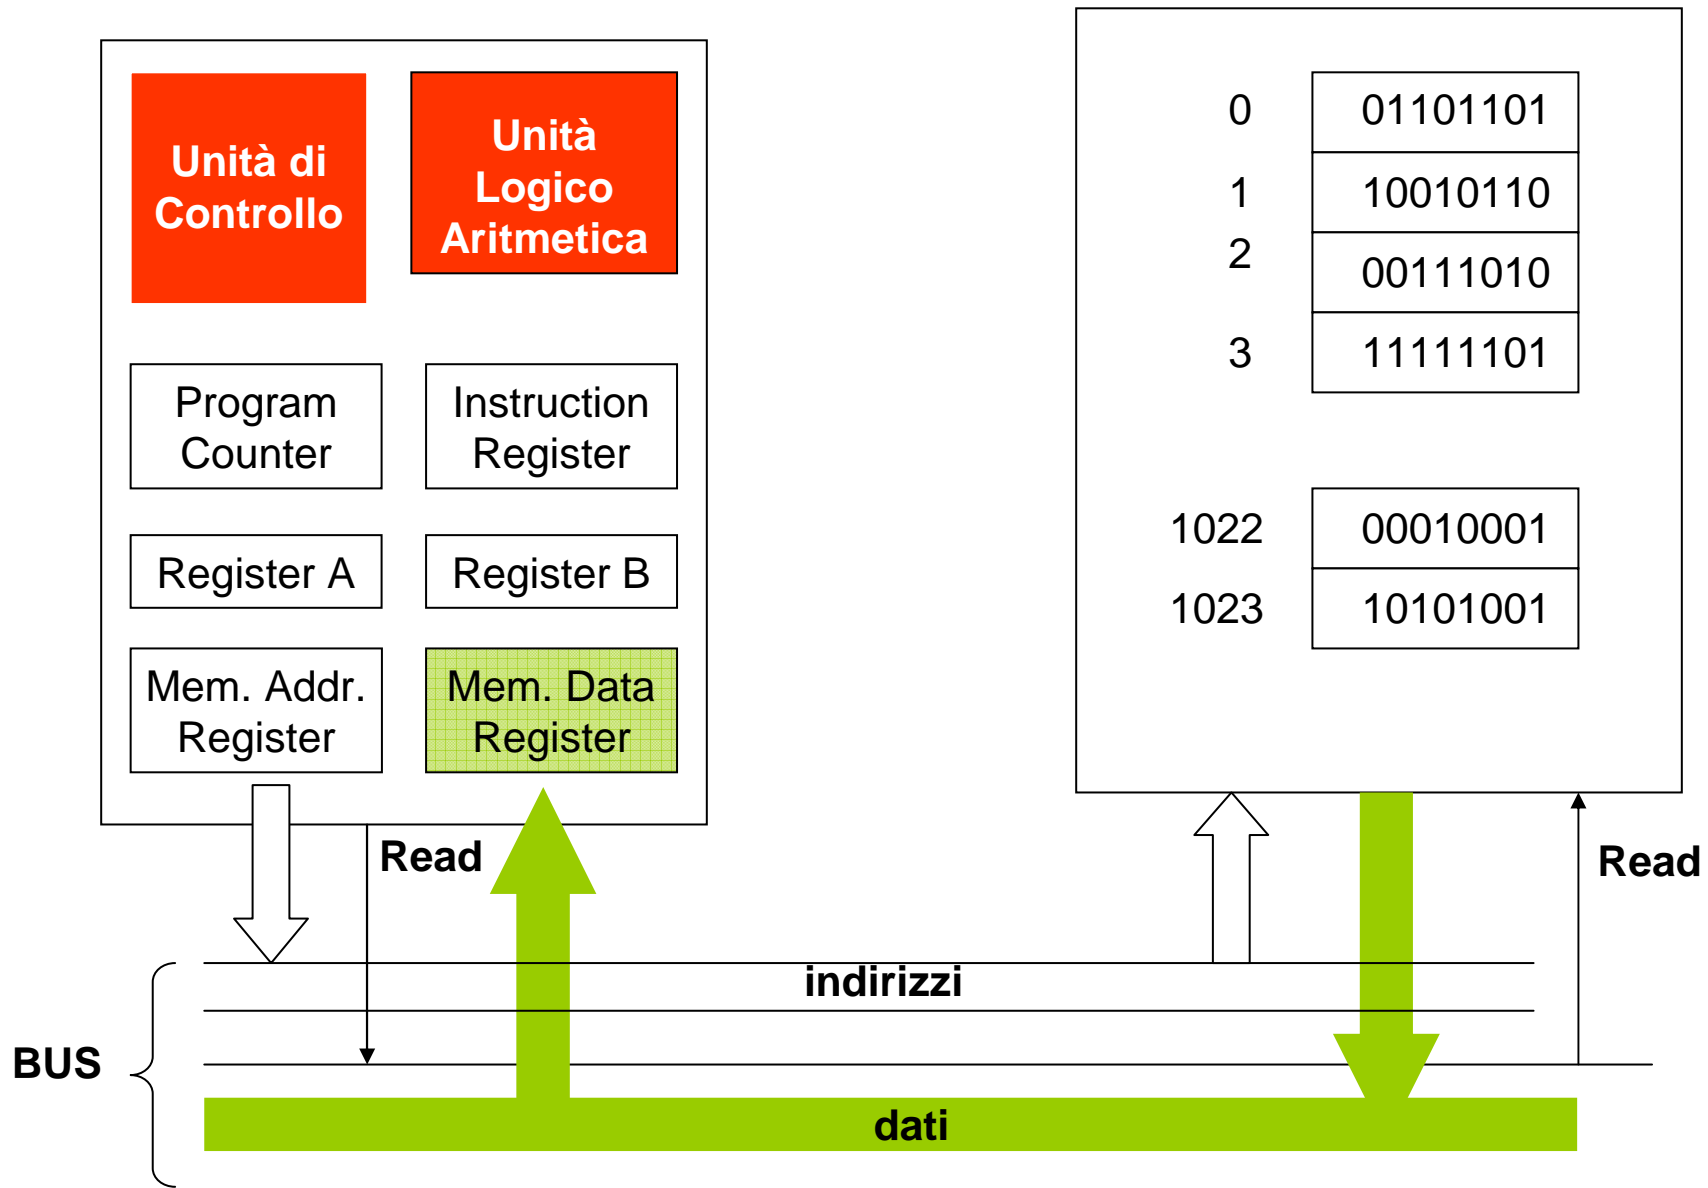 Unità di
Controllo
Unità
Logico
Aritmetica
Program
Counter
Instruction
Register
Register A
Register B
Mem. Addr.
Register
Mem. Data
Register
0 01101101
1 10010110
2 00111010
3 11111101
1022 00010001
1023 10101001
Read
Read
indirizzi
BUS
dati